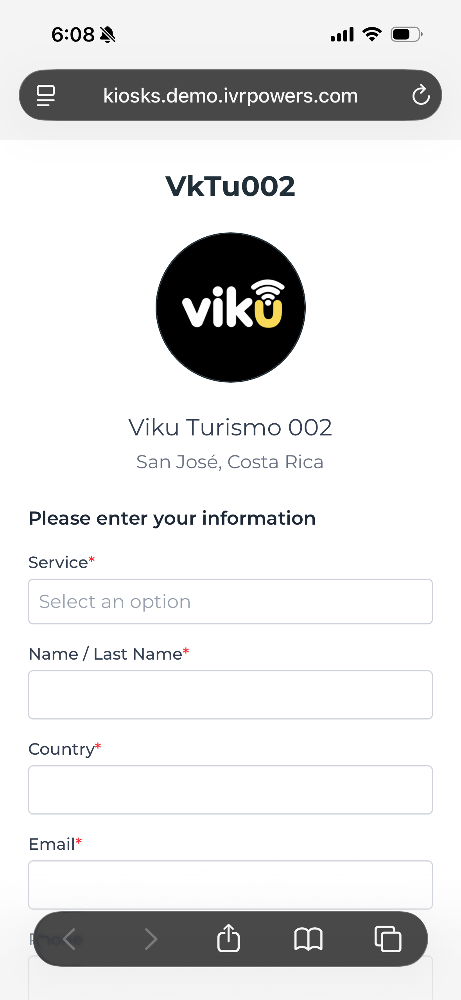 6:08
kiosks.demo.ivrpowers.com
VkTu002
viku
Viku Turismo 002
San José, Costa Rica
Please enter your information
Service*
Select an option
Name / Last Name*
Country*
Email*
Phone